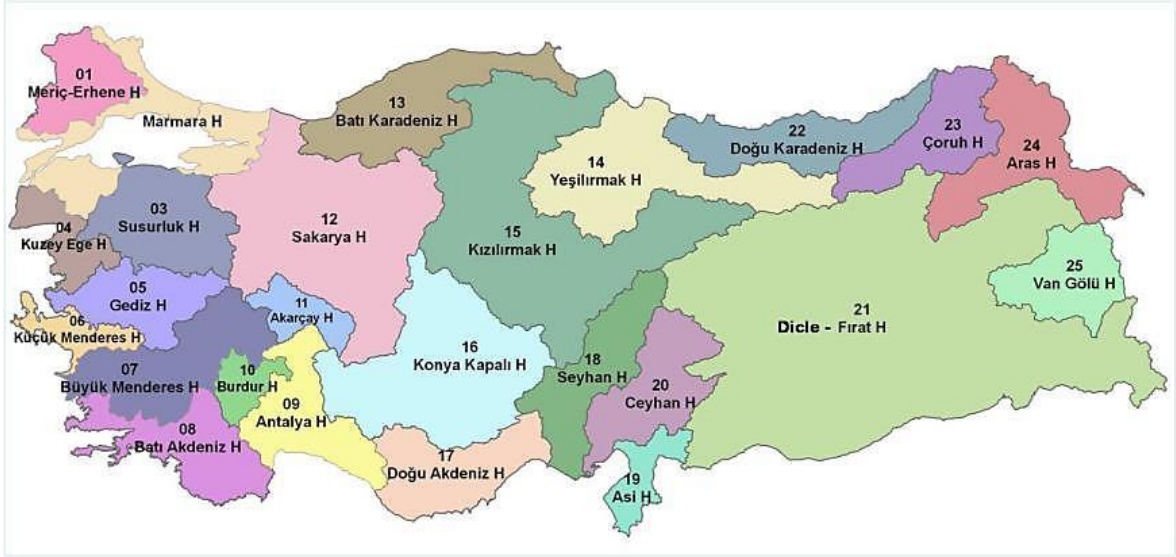 01
Meriç-Erhene H
Marmara H
03
Susurluk H
04
Kuzey Ege H
05
Gediz H
06
Küçük Menderes H
07
Büyük Menderes H
08
Batı Akdeniz H
09
Antalya H
10
Burdur H
11
Akarçay H
12
Sakarya H
13
Batı Karadeniz H
14
Yeşilırmak H
15
Kızılırmak H
16
Konya Kapalı H
17
Doğu Akdeniz H
18
Seyhan H
19
Asi H
20
Ceyhan H
21
Dicle - Fırat H
22
Doğu Karadeniz H
23
Çoruh H
24
Aras H
25
Van Gölü H